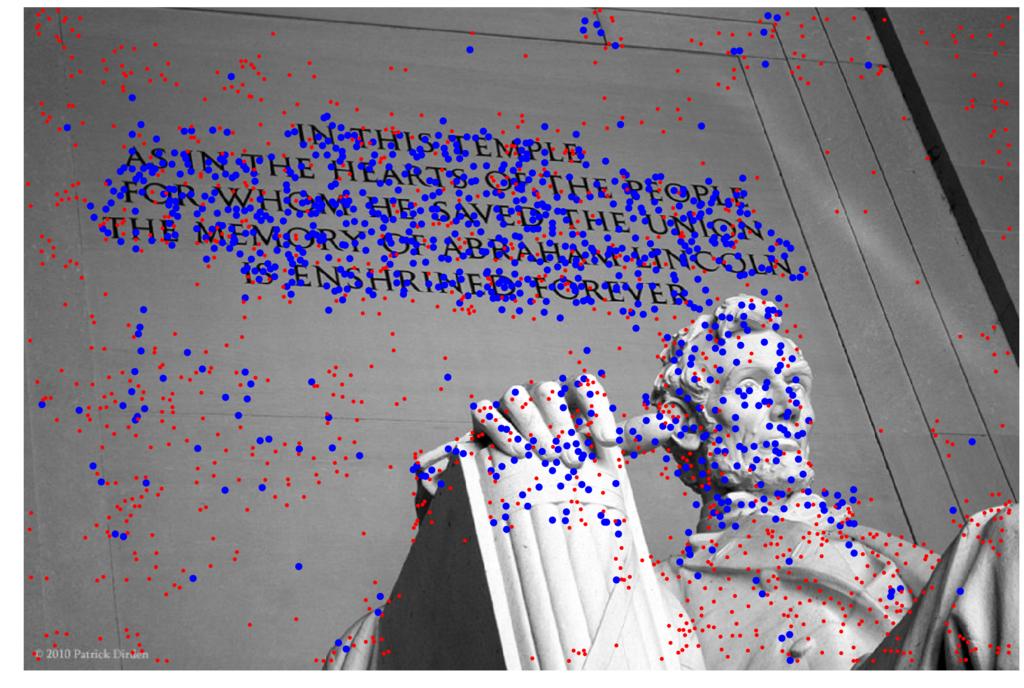 IN THIS TEMPLE
AS IN THE HEARTS OF THE PEOPLE
FOR WHOM HE SAVED THE UNION
THE MEMORY OF ABRAHAM LINCOLN
IS ENSHRINED FOREVER
© 2010 Patrick Dirden